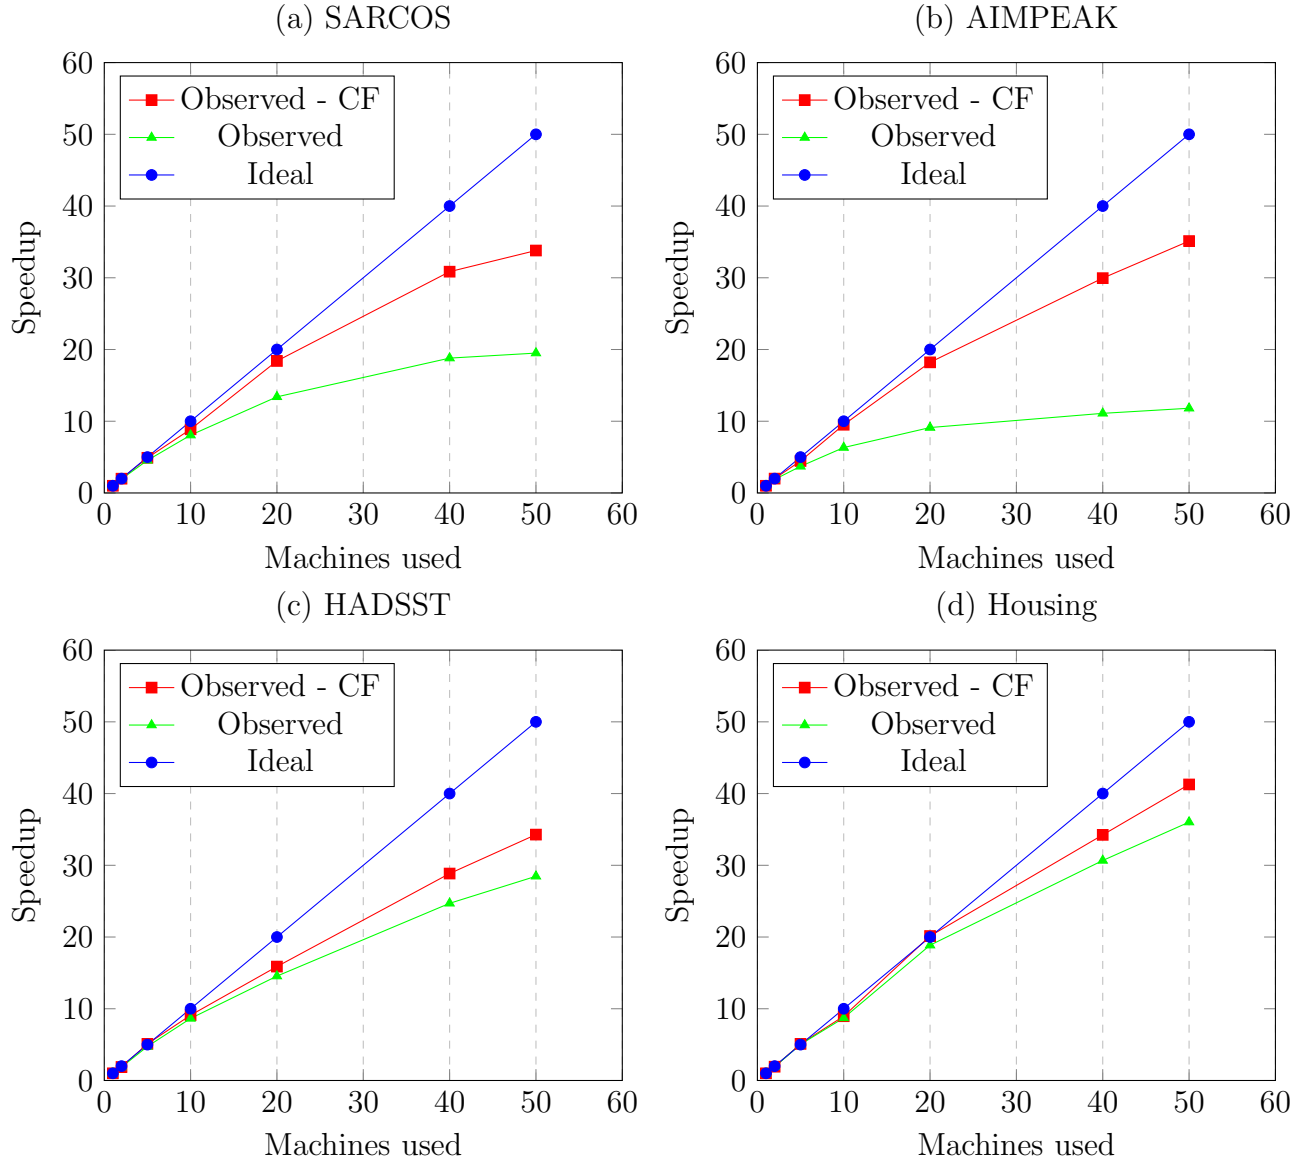 (a) SARCOS
60
50
40
30
20
10
0
Speedup
Observed - CF
Observed
Ideal
0 10 20 30 40 50 60
Machines used
(b) AIMPEAK
60
50
40
30
20
10
0
Speedup
Observed - CF
Observed
Ideal
0 10 20 30 40 50 60
Machines used
(c) HADSST
60
50
40
30
20
10
0
Speedup
Observed - CF
Observed
Ideal
0 10 20 30 40 50 60
Machines used
(d) Housing
60
50
40
30
20
10
0
Speedup
Observed - CF
Observed
Ideal
0 10 20 30 40 50 60
Machines used